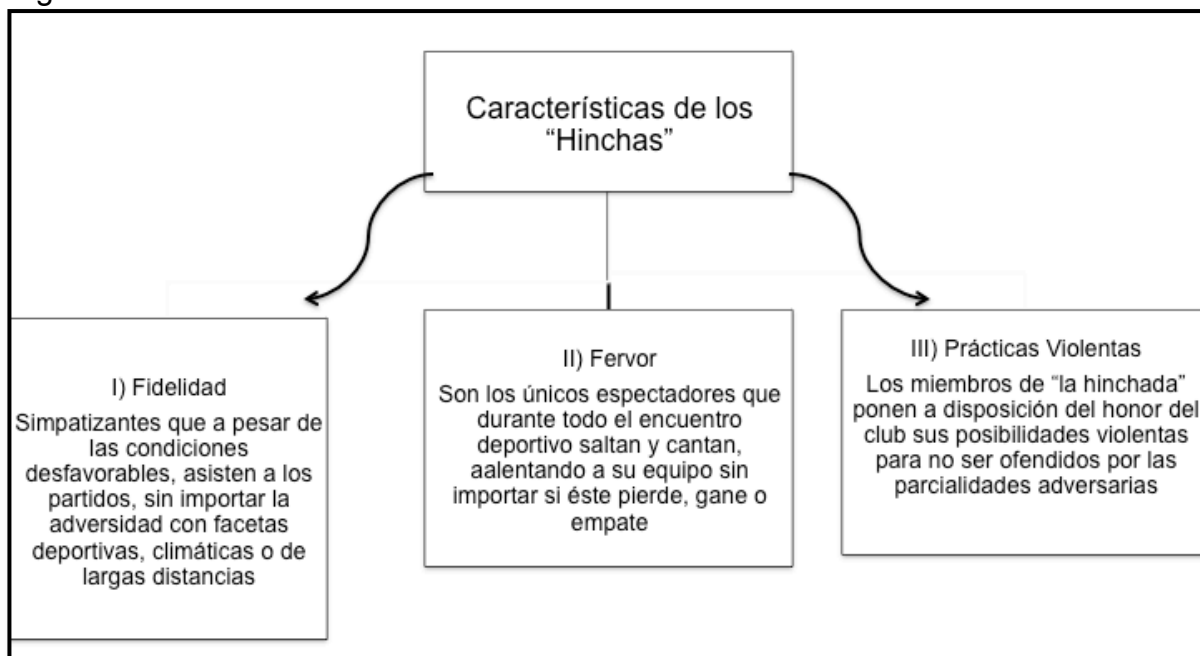 Características de los
“Hinchas”
I) Fidelidad
Simpatizantes que a pesar de
las condiciones
desfavorables, asisten a los
partidos, sin importar la
adversidad con facetas
deportivas, climáticas o de
largas distancias
II) Fervor
Son los únicos espectadores que
durante todo el encuentro
deportivo saltan y cantan,
aalentando a su equipo sin
importar si éste pierde, gane o
empate
III) Prácticas Violentas
Los miembros de “la hinchada”
ponen a disposición del honor del
club sus posibilidades violentas
para no ser ofendidos por las
parcialidades adversarias